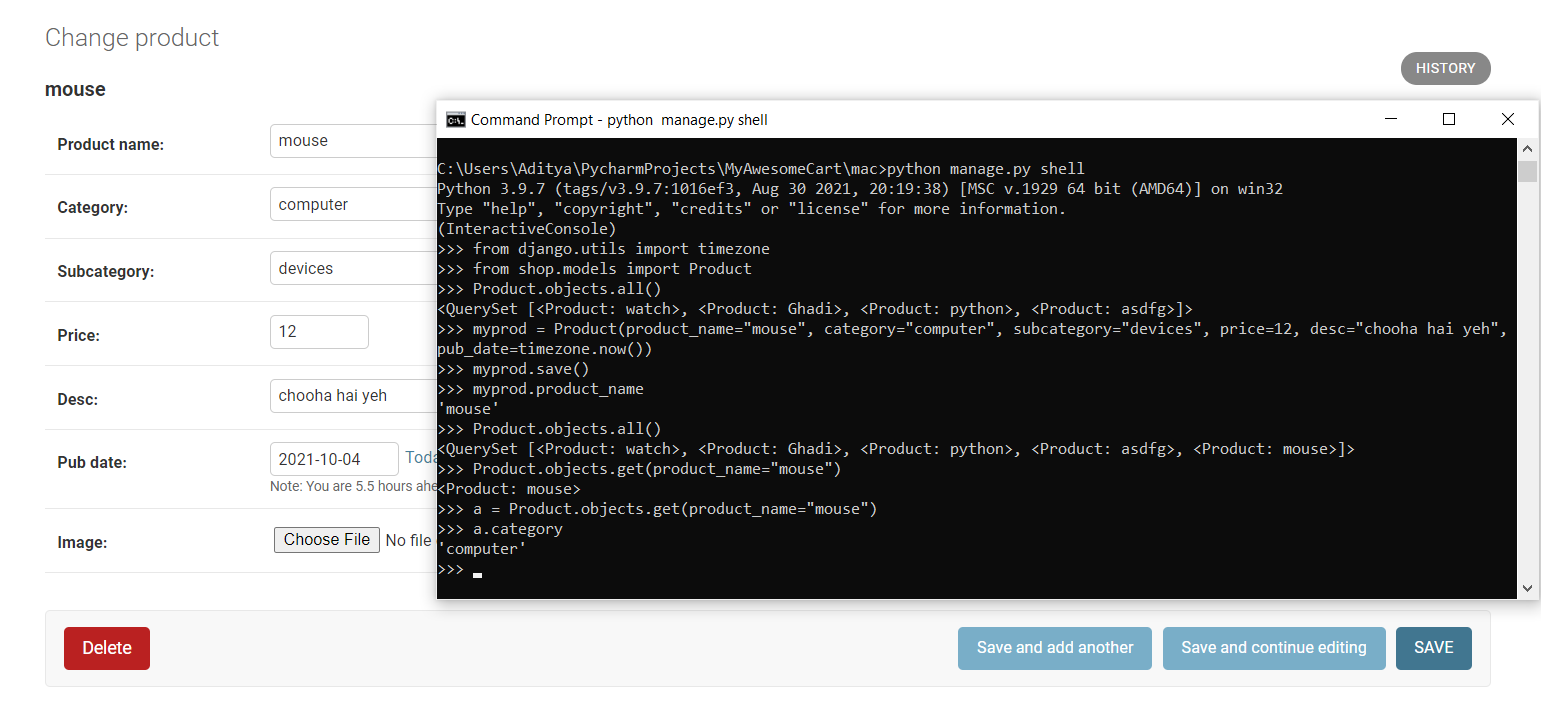 Change product
HISTORY
mouse
Product name: mouse
Category: computer
Subcategory: devices
Price: 12
Desc: chooha hai yeh
Pub date: 2021-10-04
Note: You are 5.5 hours
Image: Choose File No file
Delete
Save and add another
Save and continue editing
SAVE
Command Prompt - python  manage.py shell
C:\Users\Aditya\PycharmProjects\MyAwesomeCart\mac>python manage.py shell
Python 3.9.7 (tags/v3.9.7:1016ef3, Aug 30 2021, 20:19:38) [MSC v.1929 64 bit (AMD64)] on win32
Type "help", "copyright", "credits" or "license" for more information.
(InteractiveConsole)
>>> from django.utils import timezone
>>> from shop.models import Product
>>> Product.objects.all()
<QuerySet [<Product: watch>, <Product: Ghadi>, <Product: python>, <Product: asdfg>]>
>>> myprod = Product(product_name="mouse", category="computer", subcategory="devices", price=12, desc="chooha hai yeh",
pub_date=timezone.now())
>>> myprod.save()
>>> myprod.product_name
'mouse'
>>> Product.objects.all()
<QuerySet [<Product: watch>, <Product: Ghadi>, <Product: python>, <Product: asdfg>, <Product: mouse>]>
>>> Product.objects.get(product_name="mouse")
<Product: mouse>
>>> a = Product.objects.get(product_name="mouse")
>>> a.category
'computer'
>>>